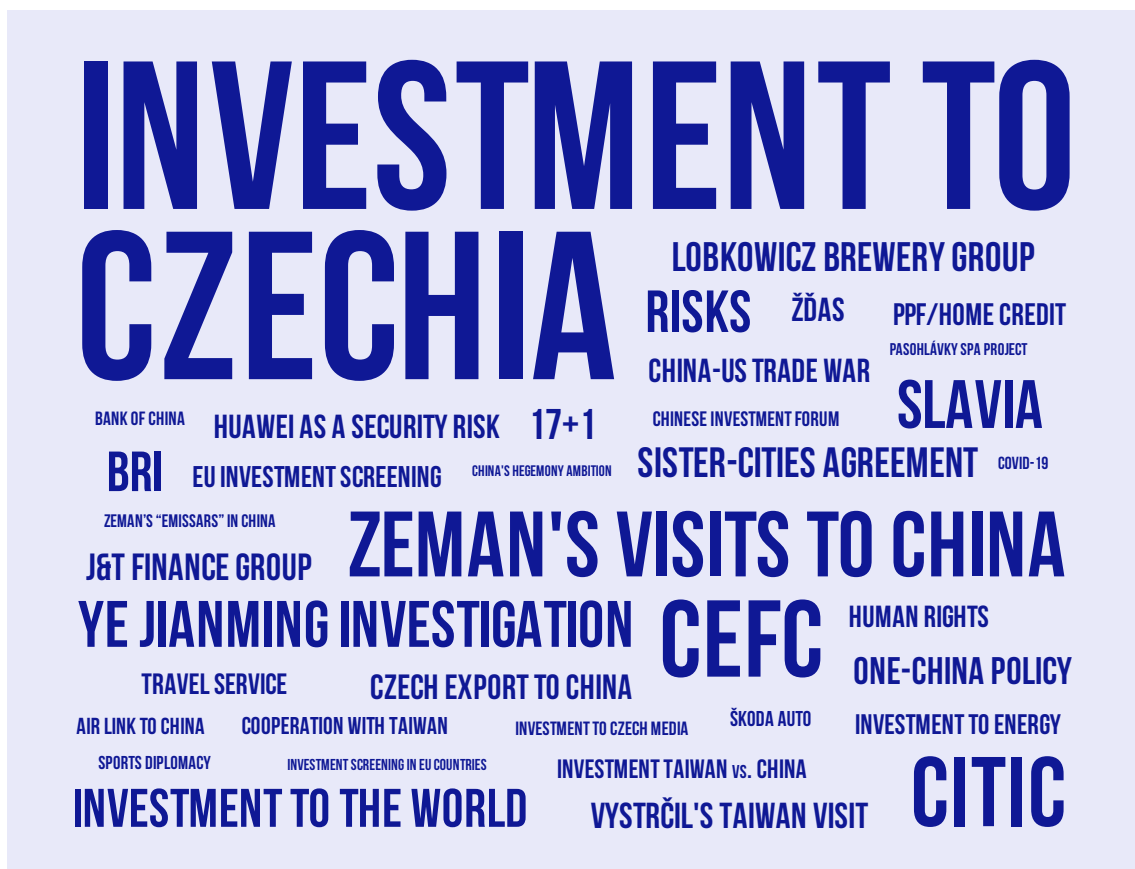 INVESTMENT TO
CZECHIA
LOBKOWICZ BREWERY GROUP
RISKS
ŽĎAS
PPF/HOME CREDIT
PASOHLÁVKY SPA PROJECT
CHINA-US TRADE WAR
SLAVIA
BANK OF CHINA
HUAWEI AS A SECURITY RISK
17+1
CHINESE INVESTMENT FORUM
BRI
EU INVESTMENT SCREENING
CHINA'S HEGEMONY AMBITION
SISTER-CITIES AGREEMENT
COVID-19
ZEMAN'S “EMISSARS” IN CHINA
ZEMAN'S VISITS TO CHINA
J&T FINANCE GROUP
YE JIANMING INVESTIGATION
CEFC
HUMAN RIGHTS
ONE-CHINA POLICY
TRAVEL SERVICE
CZECH EXPORT TO CHINA
AIR LINK TO CHINA
COOPERATION WITH TAIWAN
INVESTMENT TO CZECH MEDIA
ŠKODA AUTO
INVESTMENT TO ENERGY
SPORTS DIPLOMACY
INVESTMENT SCREENING IN EU COUNTRIES
INVESTMENT TAIWAN vs. CHINA
CITIC
INVESTMENT TO THE WORLD
VYSTRČIL'S TAIWAN VISIT